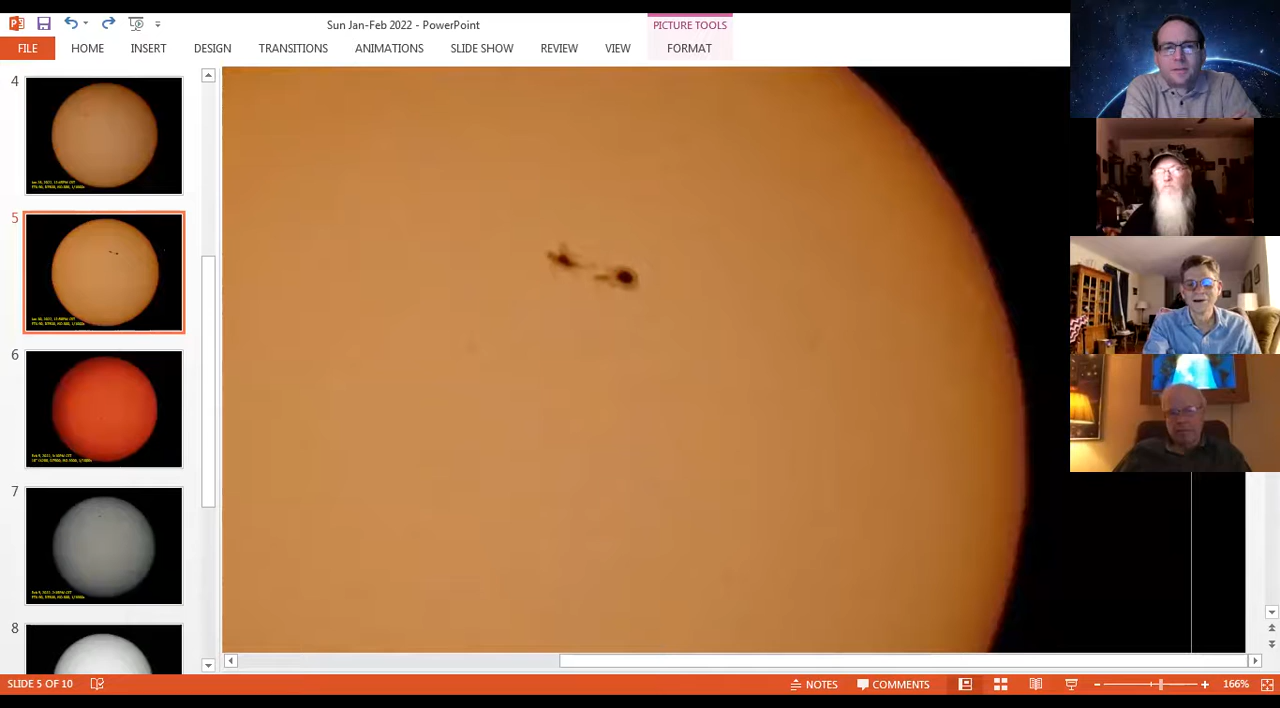 Sun Jan-Feb 2022 - PowerPoint
PICTURE TOOLS
FILE HOME INSERT DESIGN TRANSITIONS ANIMATIONS SLIDE SHOW REVIEW VIEW FORMAT
4
5
6
7
8
SLIDE 5 OF 10
NOTES COMMENTS 166%